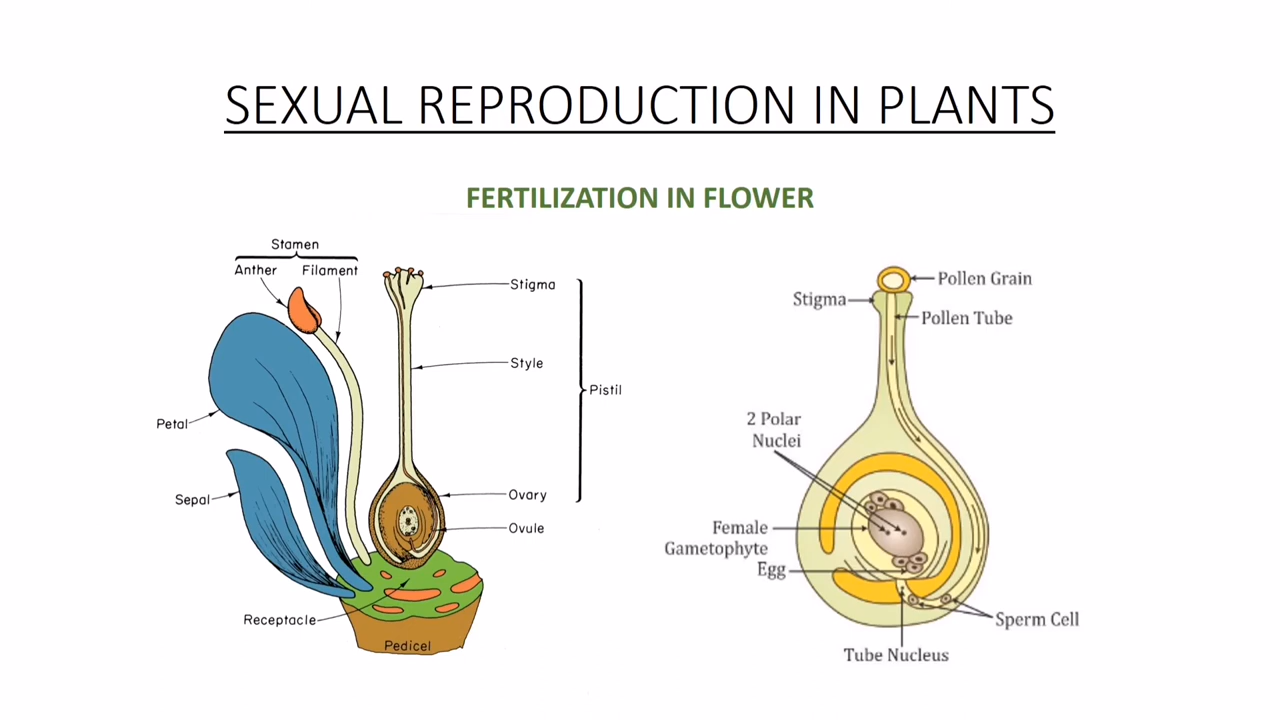 SEXUAL REPRODUCTION IN PLANTS
FERTILIZATION IN FLOWER
Stamen
Anther
Filament
Stigma
Style
Pistil
Petal
Sepal
Ovary
Ovule
Receptacle
Pedicel
Pollen Grain
Stigma
Pollen Tube
2 Polar
Nuclei
Female
Gametophyte
Egg
Sperm Cell
Tube Nucleus